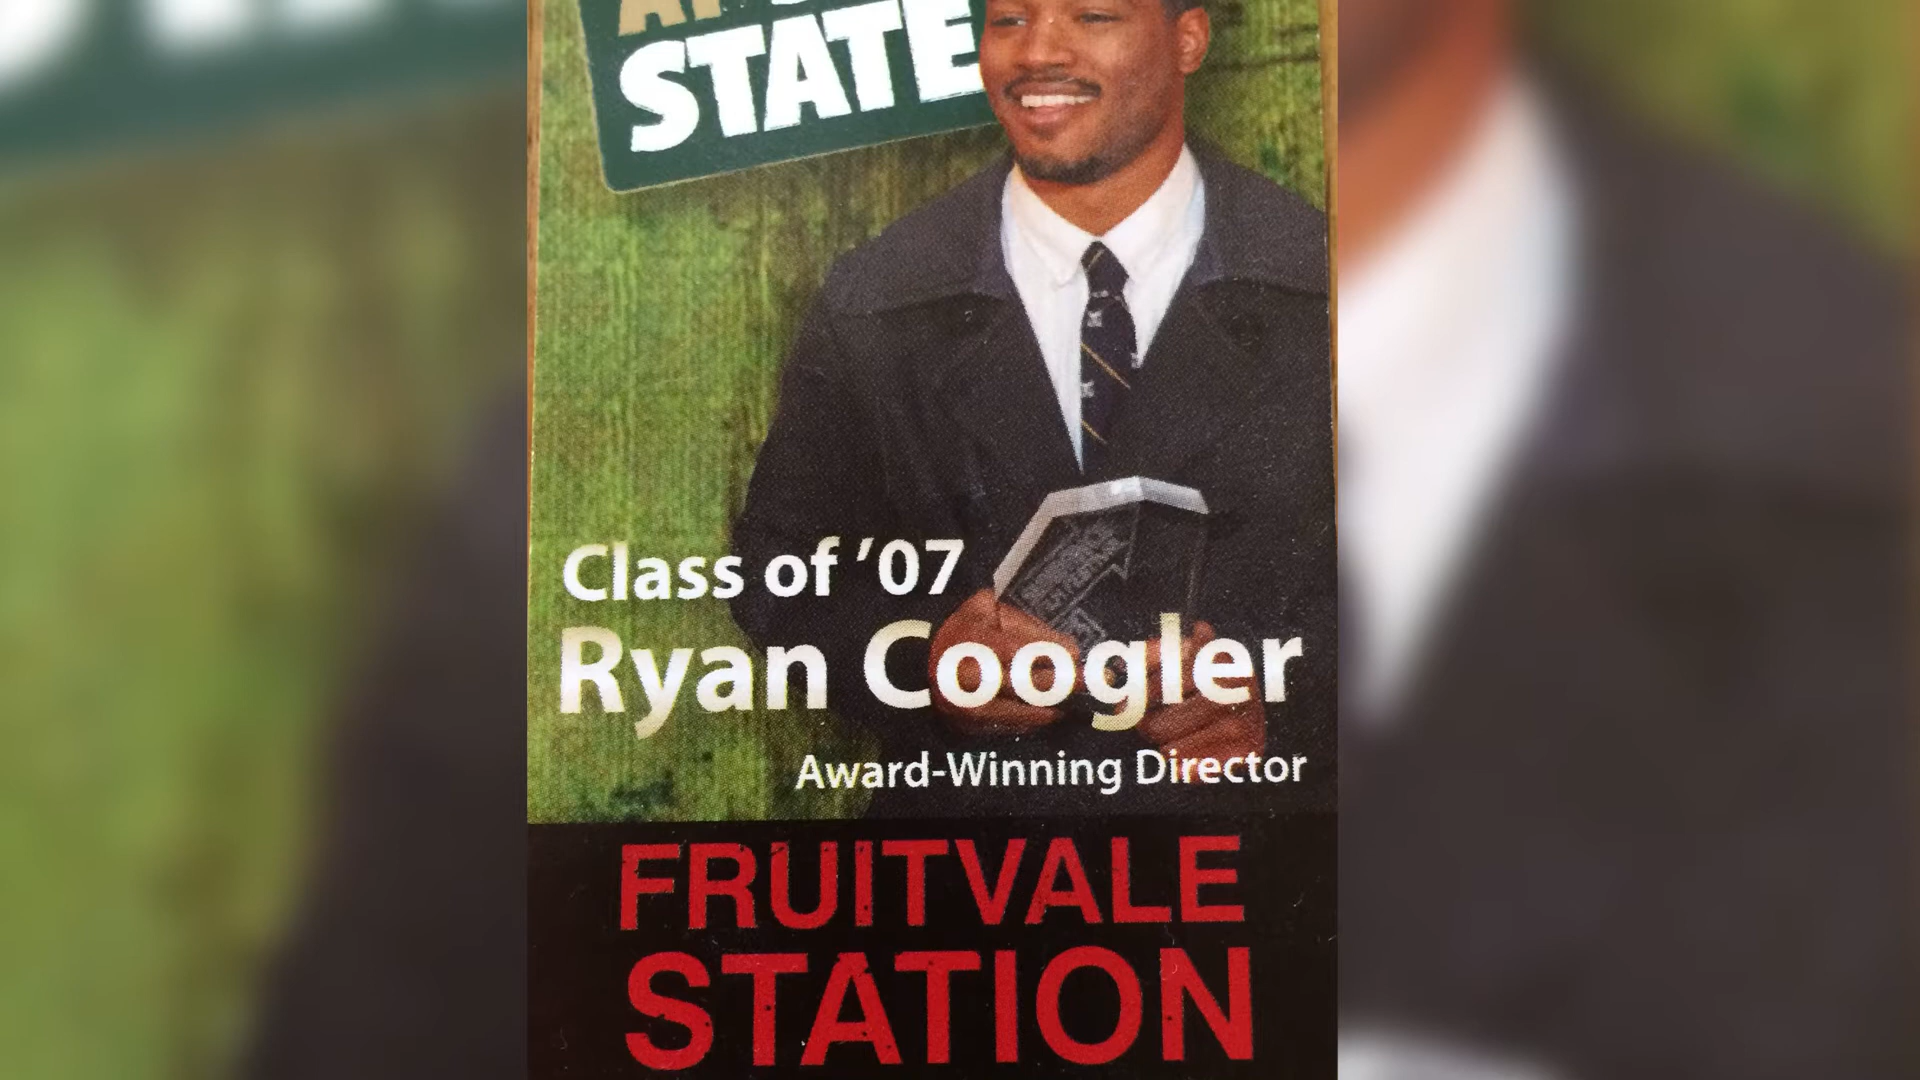 STATE
Class of ’07
Ryan Coogler
Award-Winning Director
FRUITVALE
STATION